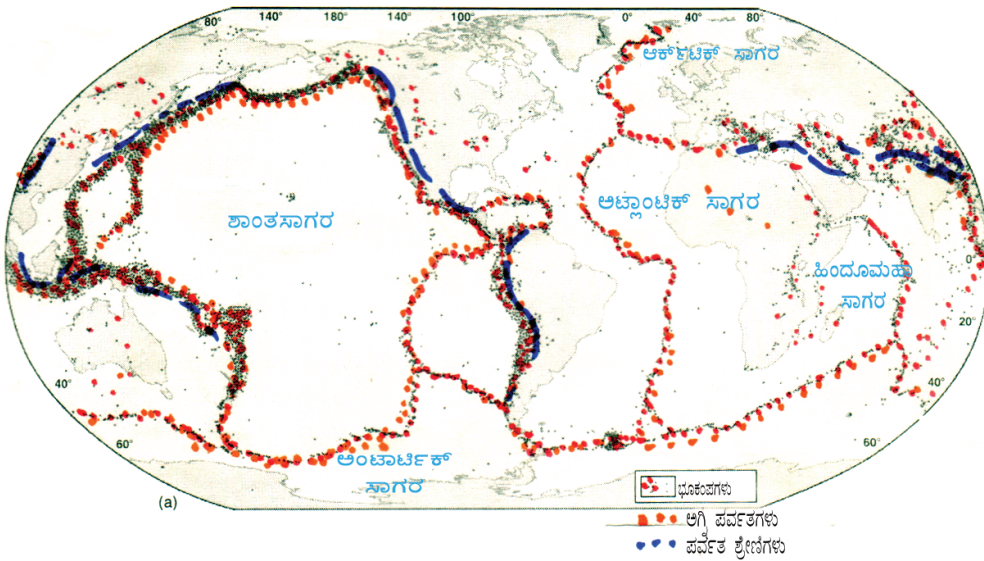 80° 140° 140° 100° 0° 40° 80°
ಆರ್ಕ್ಟಿಕ್ ಸಾಗರ
ಶಾಂತಸಾಗರ
ಅಟ್ಲಾಂಟಿಕ್ ಸಾಗರ
ಹಿಂದೂಮಹಾ
ಸಾಗರ
0°
20°
40°
40°
60°
60°
ಅಂಟಾರ್ಟಿಕ್
ಸಾಗರ
(a)
ಭೂಕಂಪಗಳು
ಅಗ್ನಿ ಪರ್ವತಗಳು
ಪರ್ವತ ಶ್ರೇಣಿಗಳು